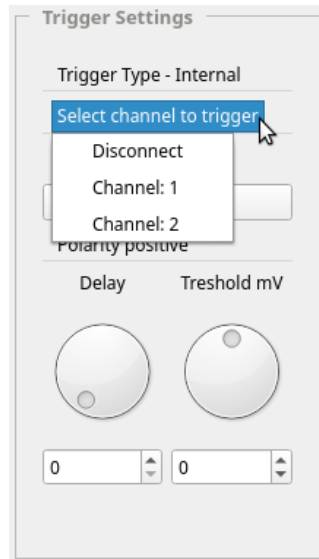 Trigger Settings
Trigger Type - Internal
Select channel to trigger
Disconnect
Channel: 1
Channel: 2
Polarity positive
Delay Treshold mV
0 0